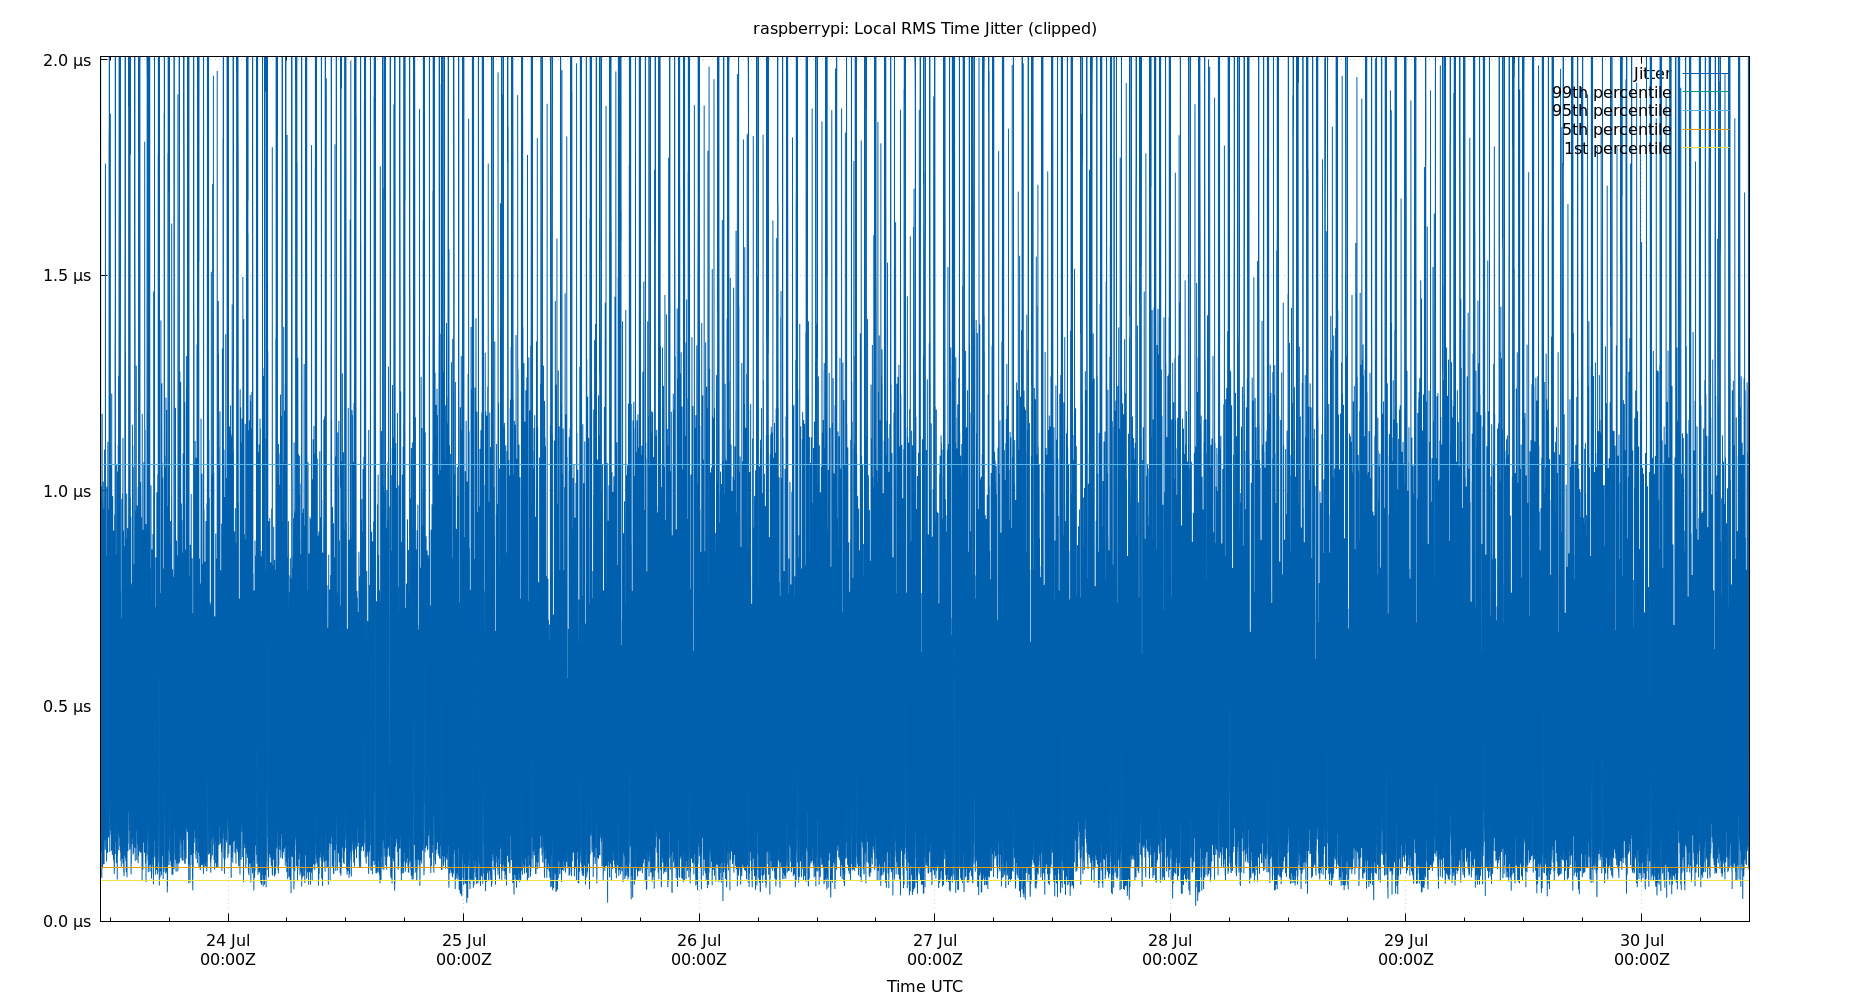 raspberrypi: Local RMS Time Jitter (clipped)
2.0 µs
1.5 µs
1.0 µs
0.5 µs
0.0 µs
Jitter
99th percentile
95th percentile
5th percentile
1st percentile
24 Jul 25 Jul 26 Jul 27 Jul 28 Jul 29 Jul 30 Jul
00:00Z 00:00Z 00:00Z 00:00Z 00:00Z 00:00Z 00:00Z
Time UTC